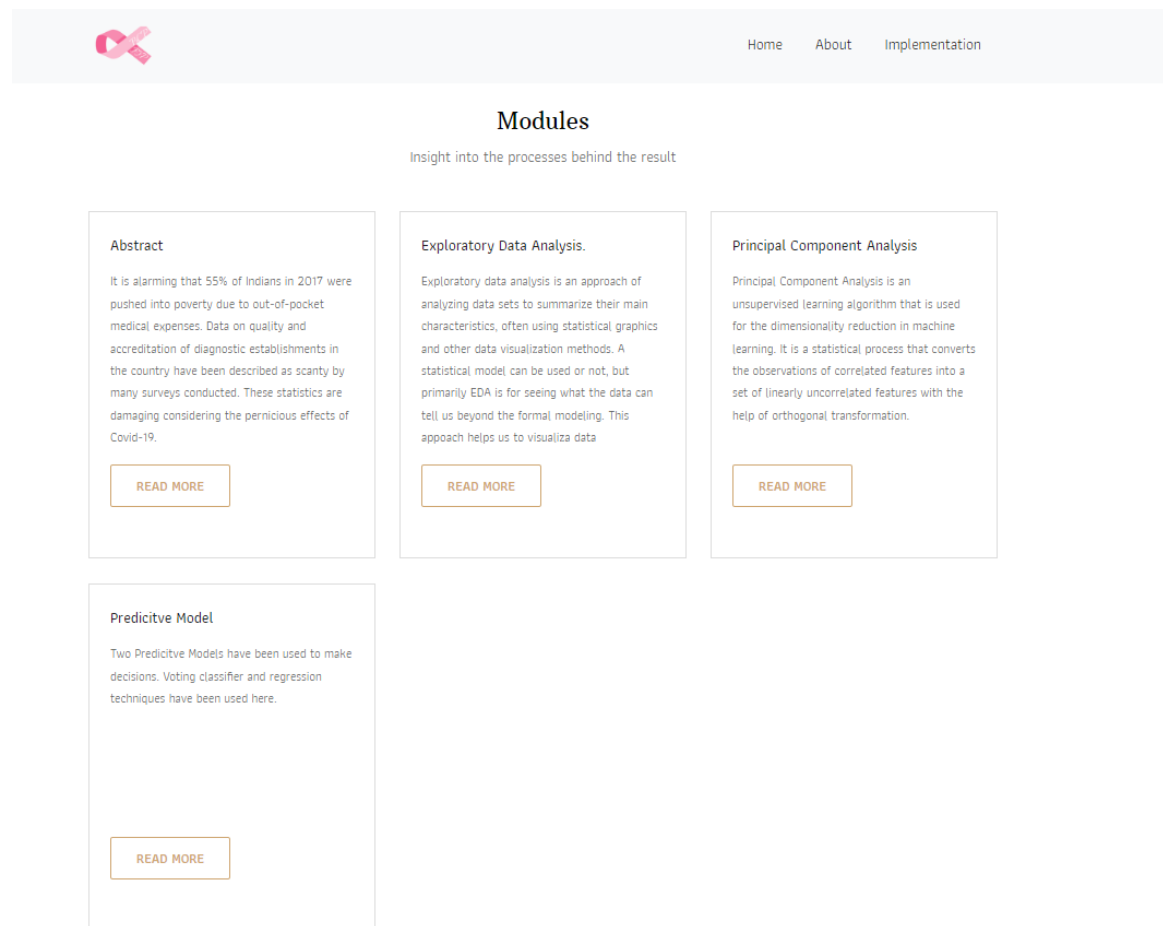 Home About Implementation
Modules
Insight into the processes behind the result
Abstract
It is alarming that 55% of Indians in 2017 were
pushed into poverty due to out-of-pocket
medical expenses. Data on quality and
accreditation of diagnostic establishments in
the country have been described as scanty by
many surveys conducted. These statistics are
damaging considering the pernicious effects of
Covid-19.
READ MORE
Exploratory Data Analysis.
Exploratory data analysis is an approach of
analyzing data sets to summarize their main
characteristics, often using statistical graphics
and other data visualization methods. A
statistical model can be used or not, but
primarily EDA is for seeing what the data can
tell us beyond the formal modeling. This
appoach helps us to visualiza data
READ MORE
Principal Component Analysis
Principal Component Analysis is an
unsupervised learning algorithm that is used
for the dimensionality reduction in machine
learning. It is a statistical process that converts
the observations of correlated features into a
set of linearly uncorrelated features with the
help of orthogonal transformation.
READ MORE
Predicitve Model
Two Predicitve Models have been used to make
decisions. Voting classifier and regression
techniques have been used here.
READ MORE